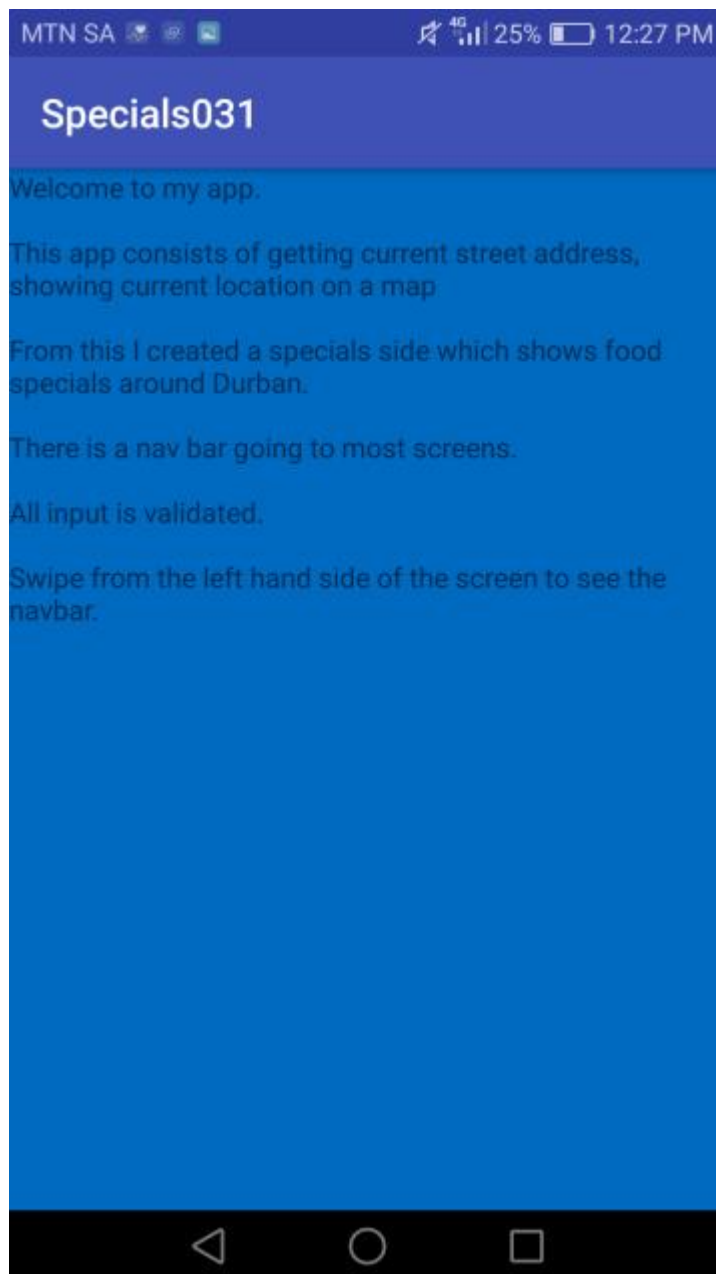 MTN SA 4G 25% 12:27 PM
Specials031
Welcome to my app.
This app consists of getting current street address,
showing current location on a map
From this I created a specials side which shows food
specials around Durban.
There is a nav bar going to most screens.
All input is validated.
Swipe from the left hand side of the screen to see the
navbar.